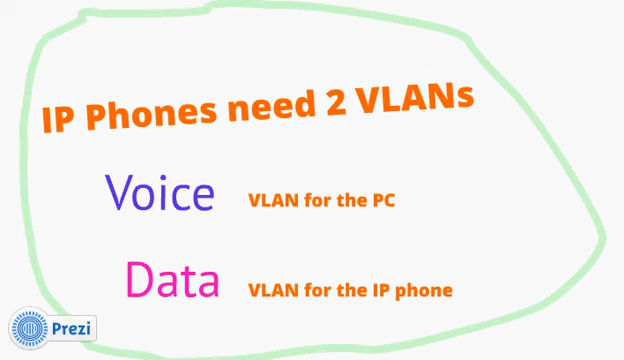 IP Phones need 2 VLANs
Voice VLAN for the PC
Data VLAN for the IP phone
Prezi